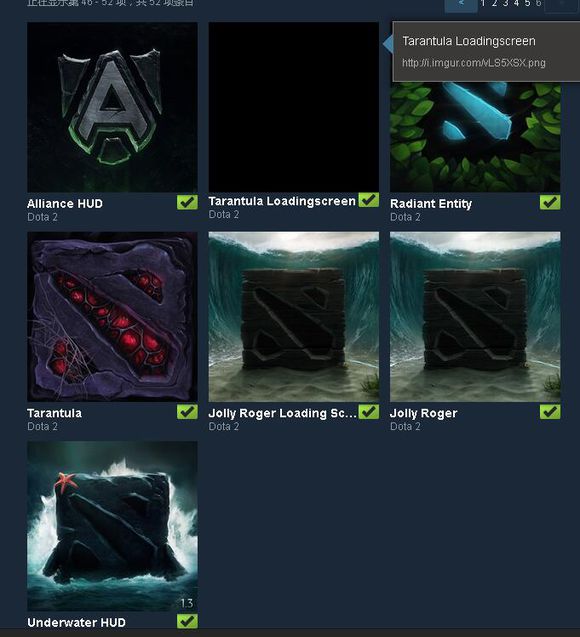 正在显示第 46 - 52 项，共 52 项条目
< 1 2 3 4 5 6
Tarantula Loadingscreen
http://i.imgur.com/vLS5XSX.png
Alliance HUD
Dota 2
Tarantula Loadingscreen
Dota 2
Radiant Entity
Dota 2
Tarantula
Dota 2
Jolly Roger Loading Sc...
Dota 2
Jolly Roger
Dota 2
1.3
Underwater HUD